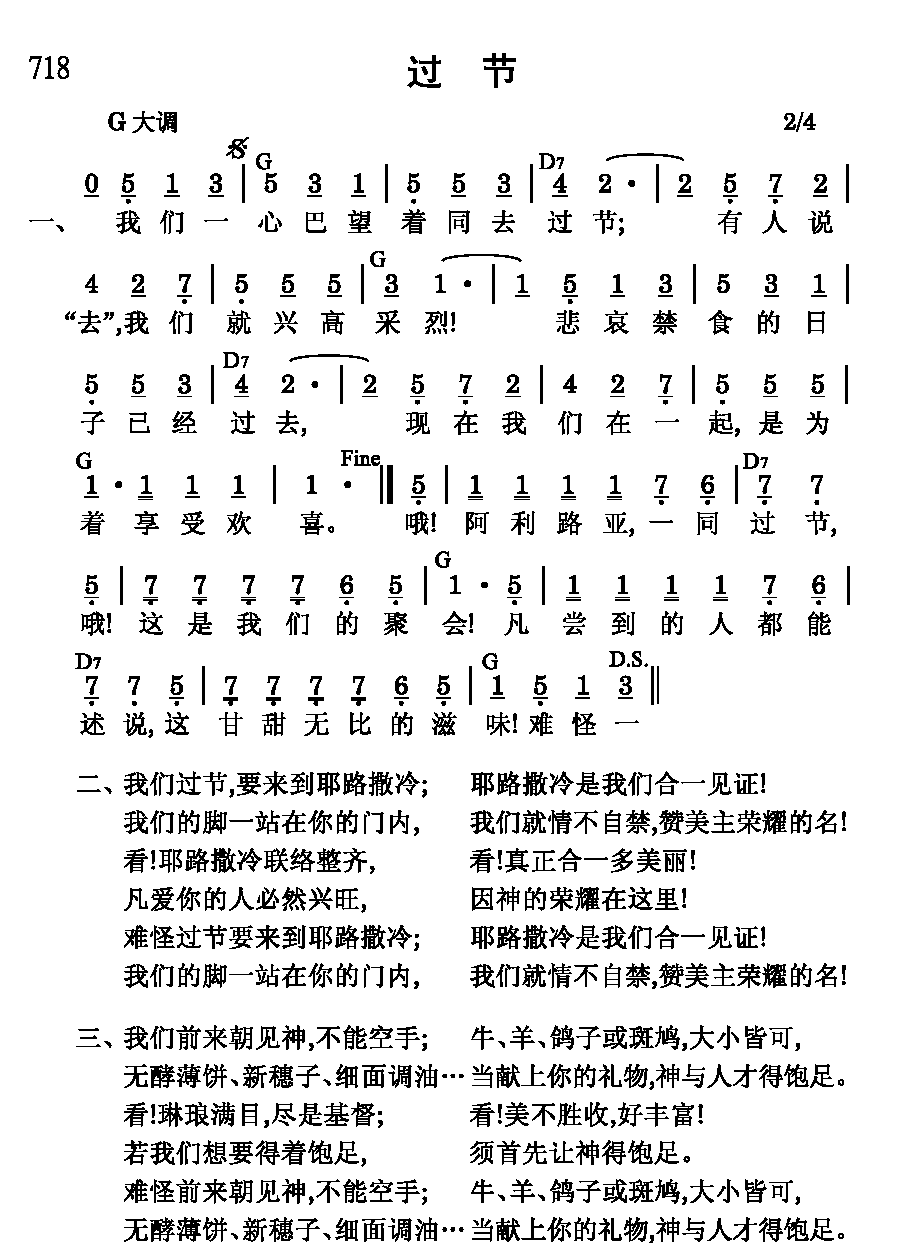 718 过 节
G 大调 2/4
G D7
0 5 1 3 | 5 3 1 | 5 5 3 | 4 2 · | 2 5 7 2 |
一、 我 们 一 心 巴 望 着 同 去 过 节; 有 人 说
G
4 2 7 | 5 5 5 | 3 1 · | 1 5 1 3 | 5 3 1 |
“去”,我 们 就 兴 高 采 烈! 悲 哀 禁 食 的 日
D7
5 5 3 | 4 2 · | 2 5 7 2 | 4 2 7 | 5 5 5 |
子 已 经 过 去, 现 在 我 们 在 一 起, 是 为
G Fine D7
1 · 1 1 1 | 1 · ‖ 5 | 1 1 1 1 7 6 | 7 7
着 享 受 欢 喜。 哦! 阿 利 路 亚, 一 同 过 节,
G
5 | 7 7 7 7 6 5 | 1 · 5 | 1 1 1 1 7 6 |
哦! 这 是 我 们 的 聚 会! 凡 尝 到 的 人 都 能
D7 G D.S.
7 7 5 | 7 7 7 7 6 5 | 1 5 1 3 ‖
述 说, 这 甘 甜 无 比 的 滋 味! 难 怪 一
二、我们过节,要来到耶路撒冷; 耶路撒冷是我们合一见证!
我们的脚一站在你的门内, 我们就情不自禁,赞美主荣耀的名!
看!耶路撒冷联络整齐, 看!真正合一多美丽!
凡爱你的人必然兴旺, 因神的荣耀在这里!
难怪过节要来到耶路撒冷; 耶路撒冷是我们合一见证!
我们的脚一站在你的门内, 我们就情不自禁,赞美主荣耀的名!
三、我们前来朝见神,不能空手; 牛、羊、鸽子或斑鸠,大小皆可,
无酵薄饼、新穗子、细面调油… 当献上你的礼物,神与人才得饱足。
看!琳琅满目,尽是基督; 看!美不胜收,好丰富!
若我们想要得着饱足, 须首先让神得饱足。
难怪前来朝见神,不能空手; 牛、羊、鸽子或斑鸠,大小皆可,
无酵薄饼、新穗子、细面调油… 当献上你的礼物,神与人才得饱足。